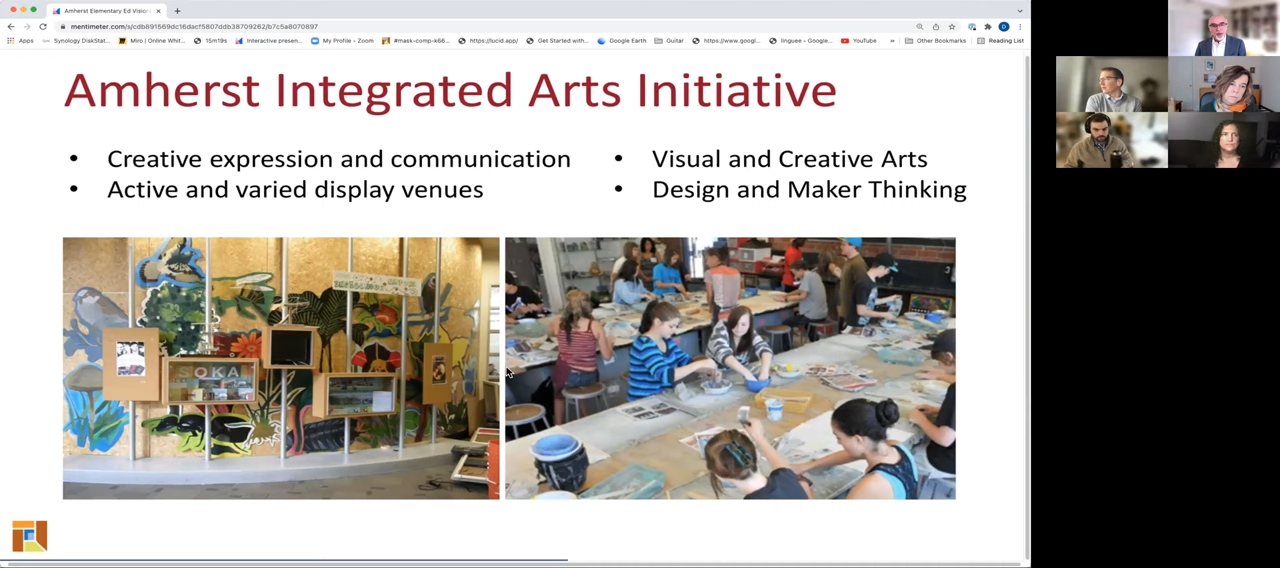 Amherst Elementary Ed Vision
mentimeter.com/s/cdb891569dc16dacf5807ddb38709262/b7c5a8070897
Apps
Synology DiskStat...
Miro | Online Whit...
15m19s
Interactive presen...
My Profile - Zoom
#mask-comp-k66...
https://lucid.app/
Get Started with...
Google Earth
Guitar
https://www.googl...
linguee – Google...
YouTube
»
Other Bookmarks
Reading List
Amherst Integrated Arts Initiative
• Creative expression and communication
• Active and varied display venues
• Visual and Creative Arts
• Design and Maker Thinking
SOKA